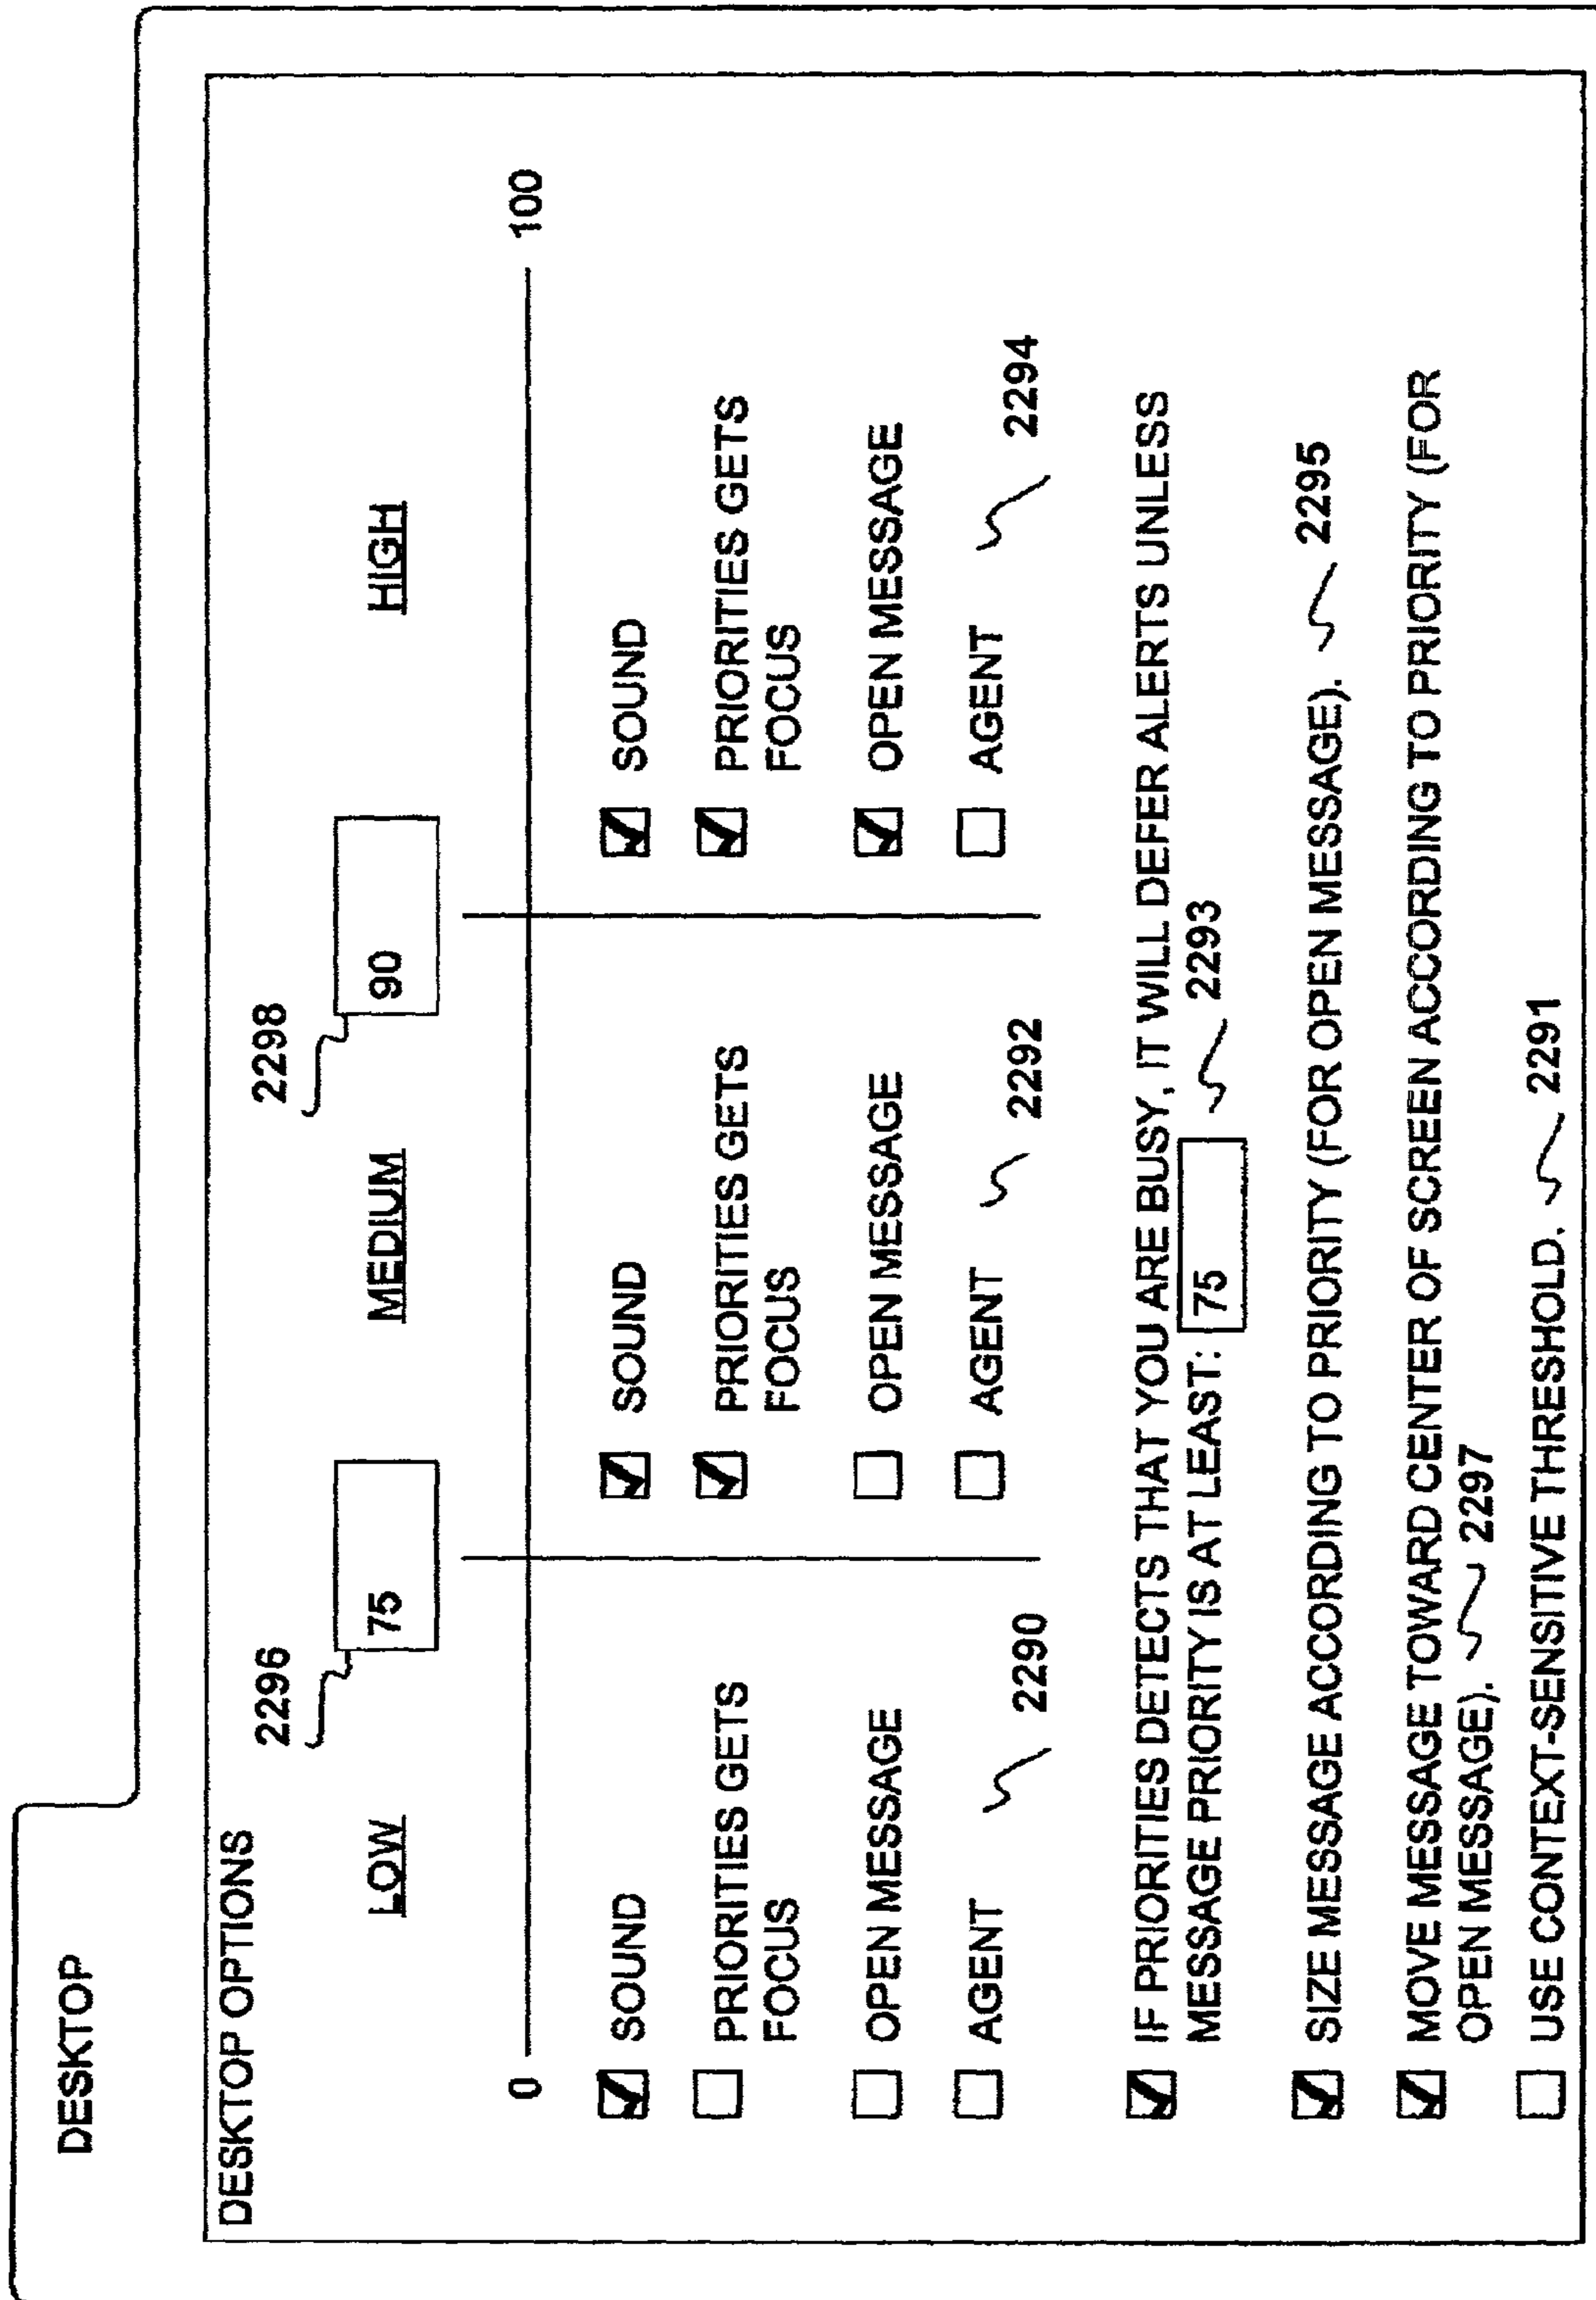 DESKTOP
DESKTOP OPTIONS
2296
2298
LOW
75
MEDIUM
90
HIGH
0
100
SOUND
PRIORITIES GETS
FOCUS
OPEN MESSAGE
AGENT
2290
SOUND
PRIORITIES GETS
FOCUS
OPEN MESSAGE
AGENT
2292
SOUND
PRIORITIES GETS
FOCUS
OPEN MESSAGE
AGENT
2294
IF PRIORITIES DETECTS THAT YOU ARE BUSY, IT WILL DEFER ALERTS UNLESS
MESSAGE PRIORITY IS AT LEAST: 75 2293
SIZE MESSAGE ACCORDING TO PRIORITY (FOR OPEN MESSAGE). 2295
MOVE MESSAGE TOWARD CENTER OF SCREEN ACCORDING TO PRIORITY (FOR
OPEN MESSAGE). 2297
USE CONTEXT-SENSITIVE THRESHOLD. 2291